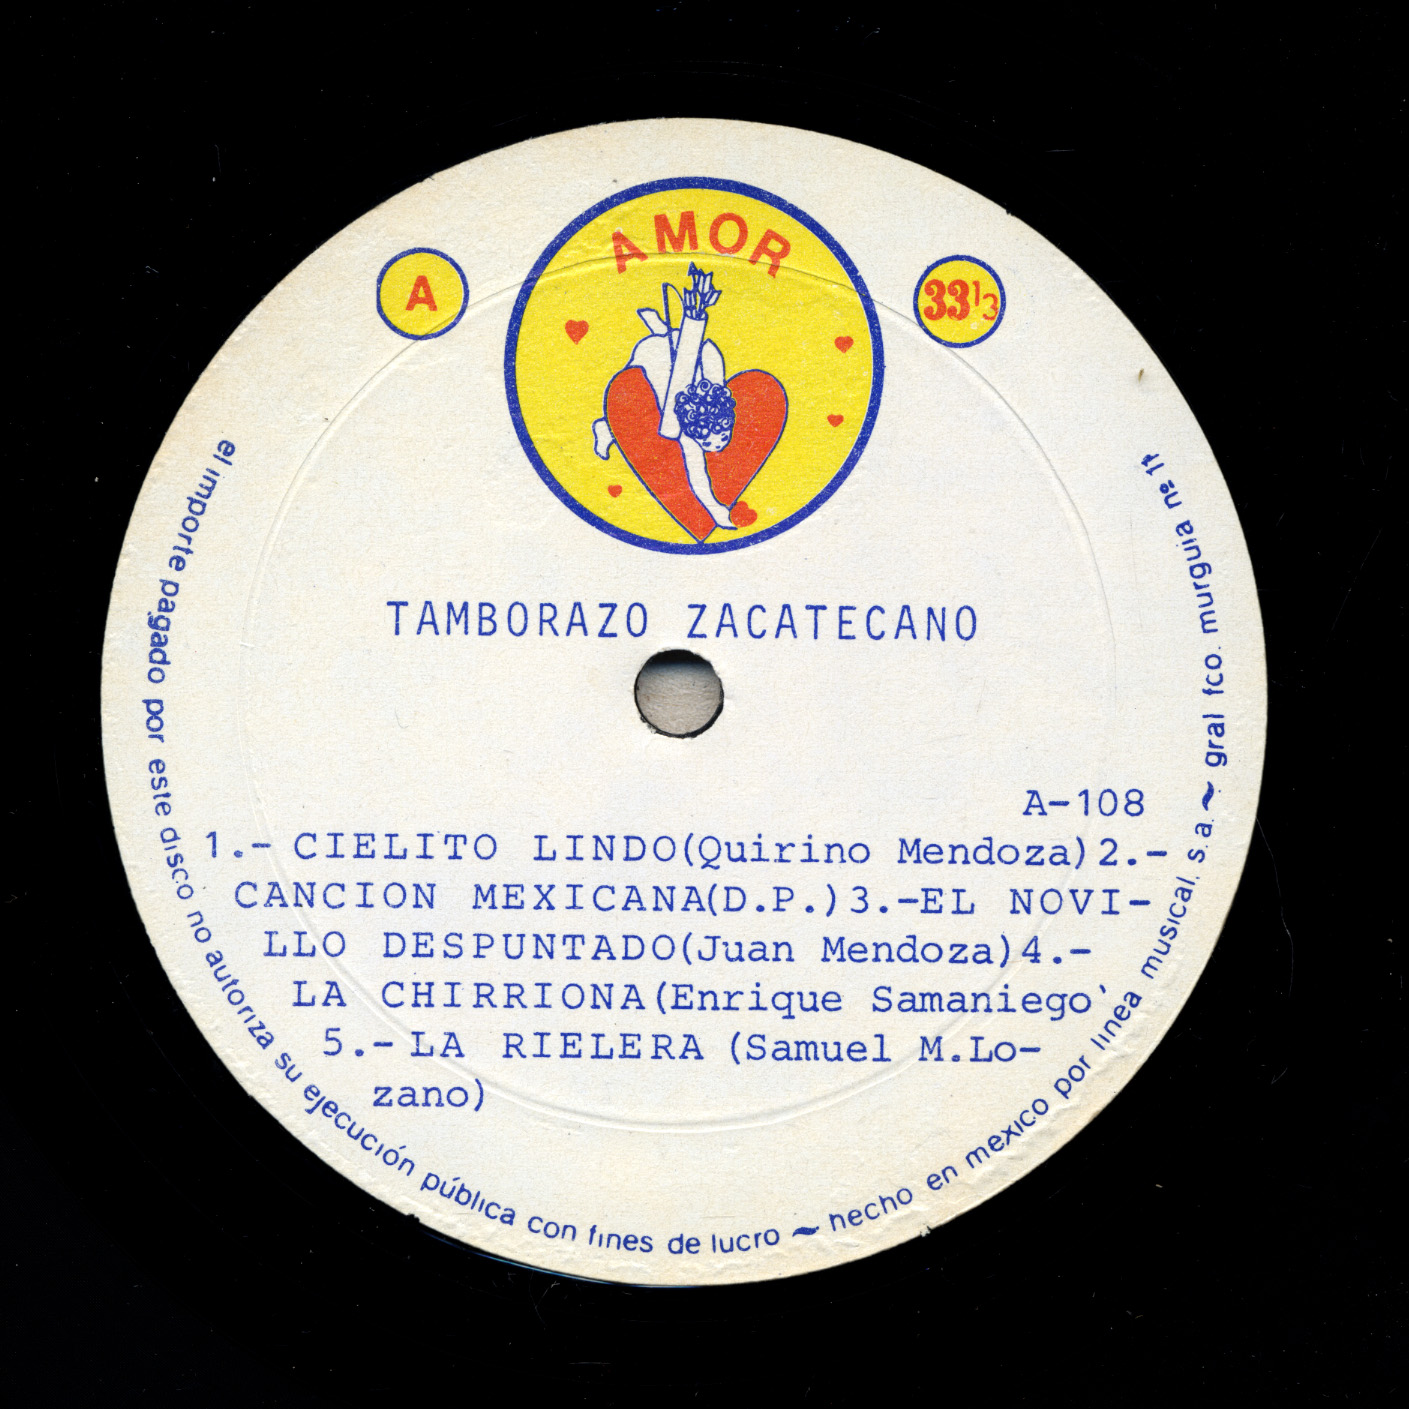 AMOR
A
33 1/3
TAMBORAZO ZACATECANO
A-108
1.- CIELITO LINDO(Quirino Mendoza)2.-
CANCION MEXICANA(D.P.)3.-EL NOVI-
LLO DESPUNTADO(Juan Mendoza)4.-
LA CHIRRIONA(Enrique Samaniego'
5.-LA RIELERA (Samuel M.Lo-
zano)
el importe pagado por este disco no autoriza su ejecución pública con fines de lucro ~ hecho en mexico por linea musical, s.a. ~ gral fco. murguia nº 11